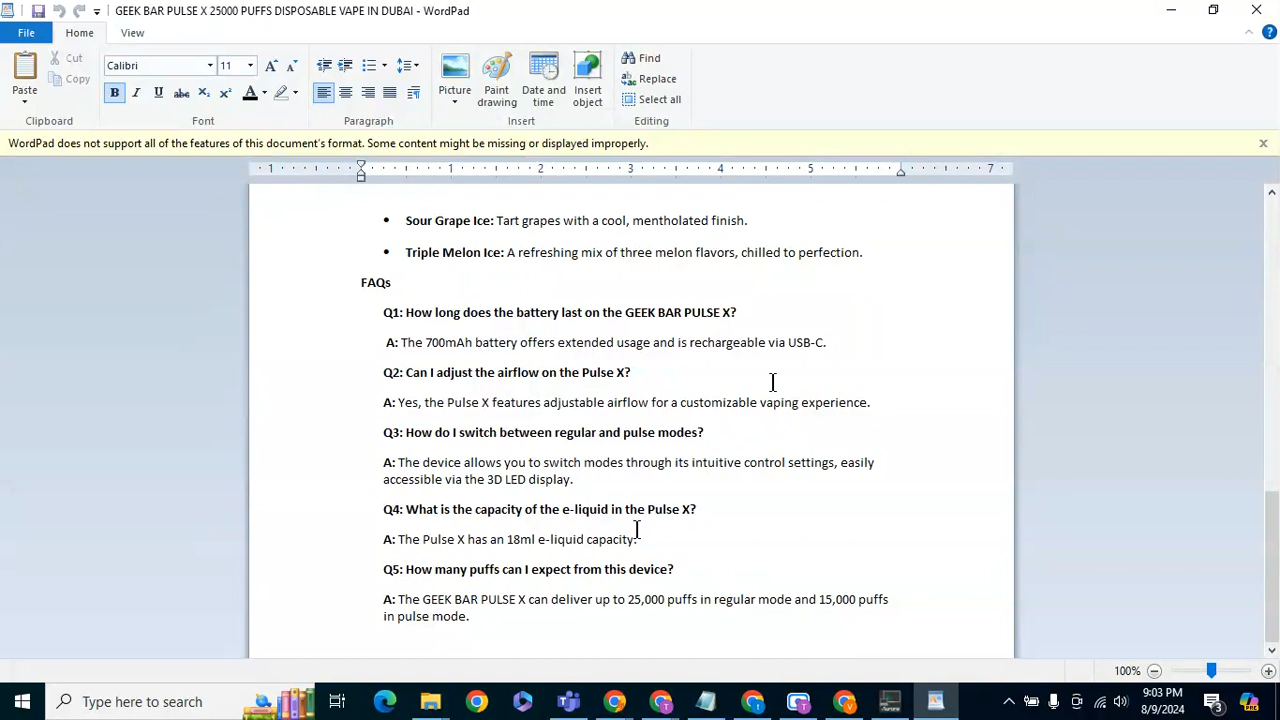 GEEK BAR PULSE X 25000 PUFFS DISPOSABLE VAPE IN DUBAI - WordPad
File
Home
View
Paste
Cut
Copy
Clipboard
Calibri
11
Font
Paragraph
Picture
Paint drawing
Date and time
Insert object
Insert
Find
Replace
Select all
Editing
WordPad does not support all of the features of this document's format. Some content might be missing or displayed improperly.
1 1 2 3 4 5 7
• Sour Grape Ice: Tart grapes with a cool, mentholated finish.
• Triple Melon Ice: A refreshing mix of three melon flavors, chilled to perfection.
FAQs
Q1: How long does the battery last on the GEEK BAR PULSE X?
A: The 700mAh battery offers extended usage and is rechargeable via USB-C.
Q2: Can I adjust the airflow on the Pulse X?
A: Yes, the Pulse X features adjustable airflow for a customizable vaping experience.
Q3: How do I switch between regular and pulse modes?
A: The device allows you to switch modes through its intuitive control settings, easily
accessible via the 3D LED display.
Q4: What is the capacity of the e-liquid in the Pulse X?
A: The Pulse X has an 18ml e-liquid capacity.
Q5: How many puffs can I expect from this device?
A: The GEEK BAR PULSE X can deliver up to 25,000 puffs in regular mode and 15,000 puffs
in pulse mode.
100%
Type here to search
9:03 PM
8/9/2024
3